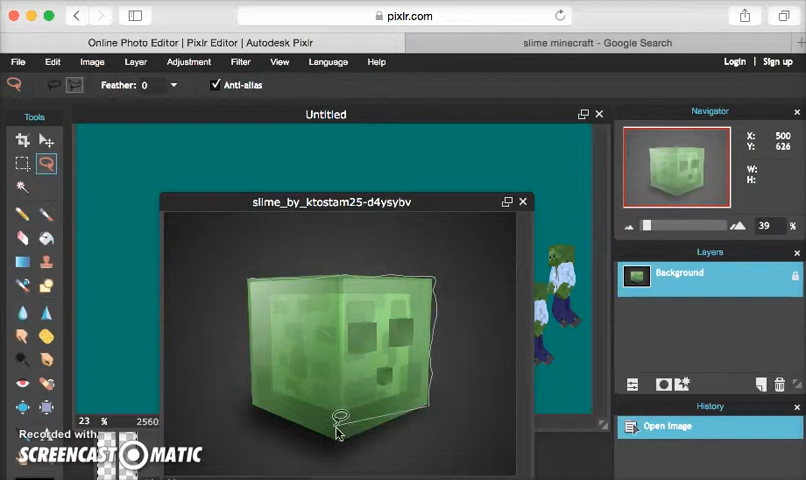 pixlr.com
Online Photo Editor | Pixlr Editor | Autodesk Pixlr
slime minecraft - Google Search
File Edit Image Layer Adjustment Filter View Language Help
Login Sign up
Feather: 0 Anti-alias
Tools
Untitled
Navigator
slime_by_ktostam25-d4ysybv
X: 500
Y: 626
W:
H:
39 %
Layers
Background
History
Open Image
23 % 2560
Recorded with
SCREENCAST MATIC